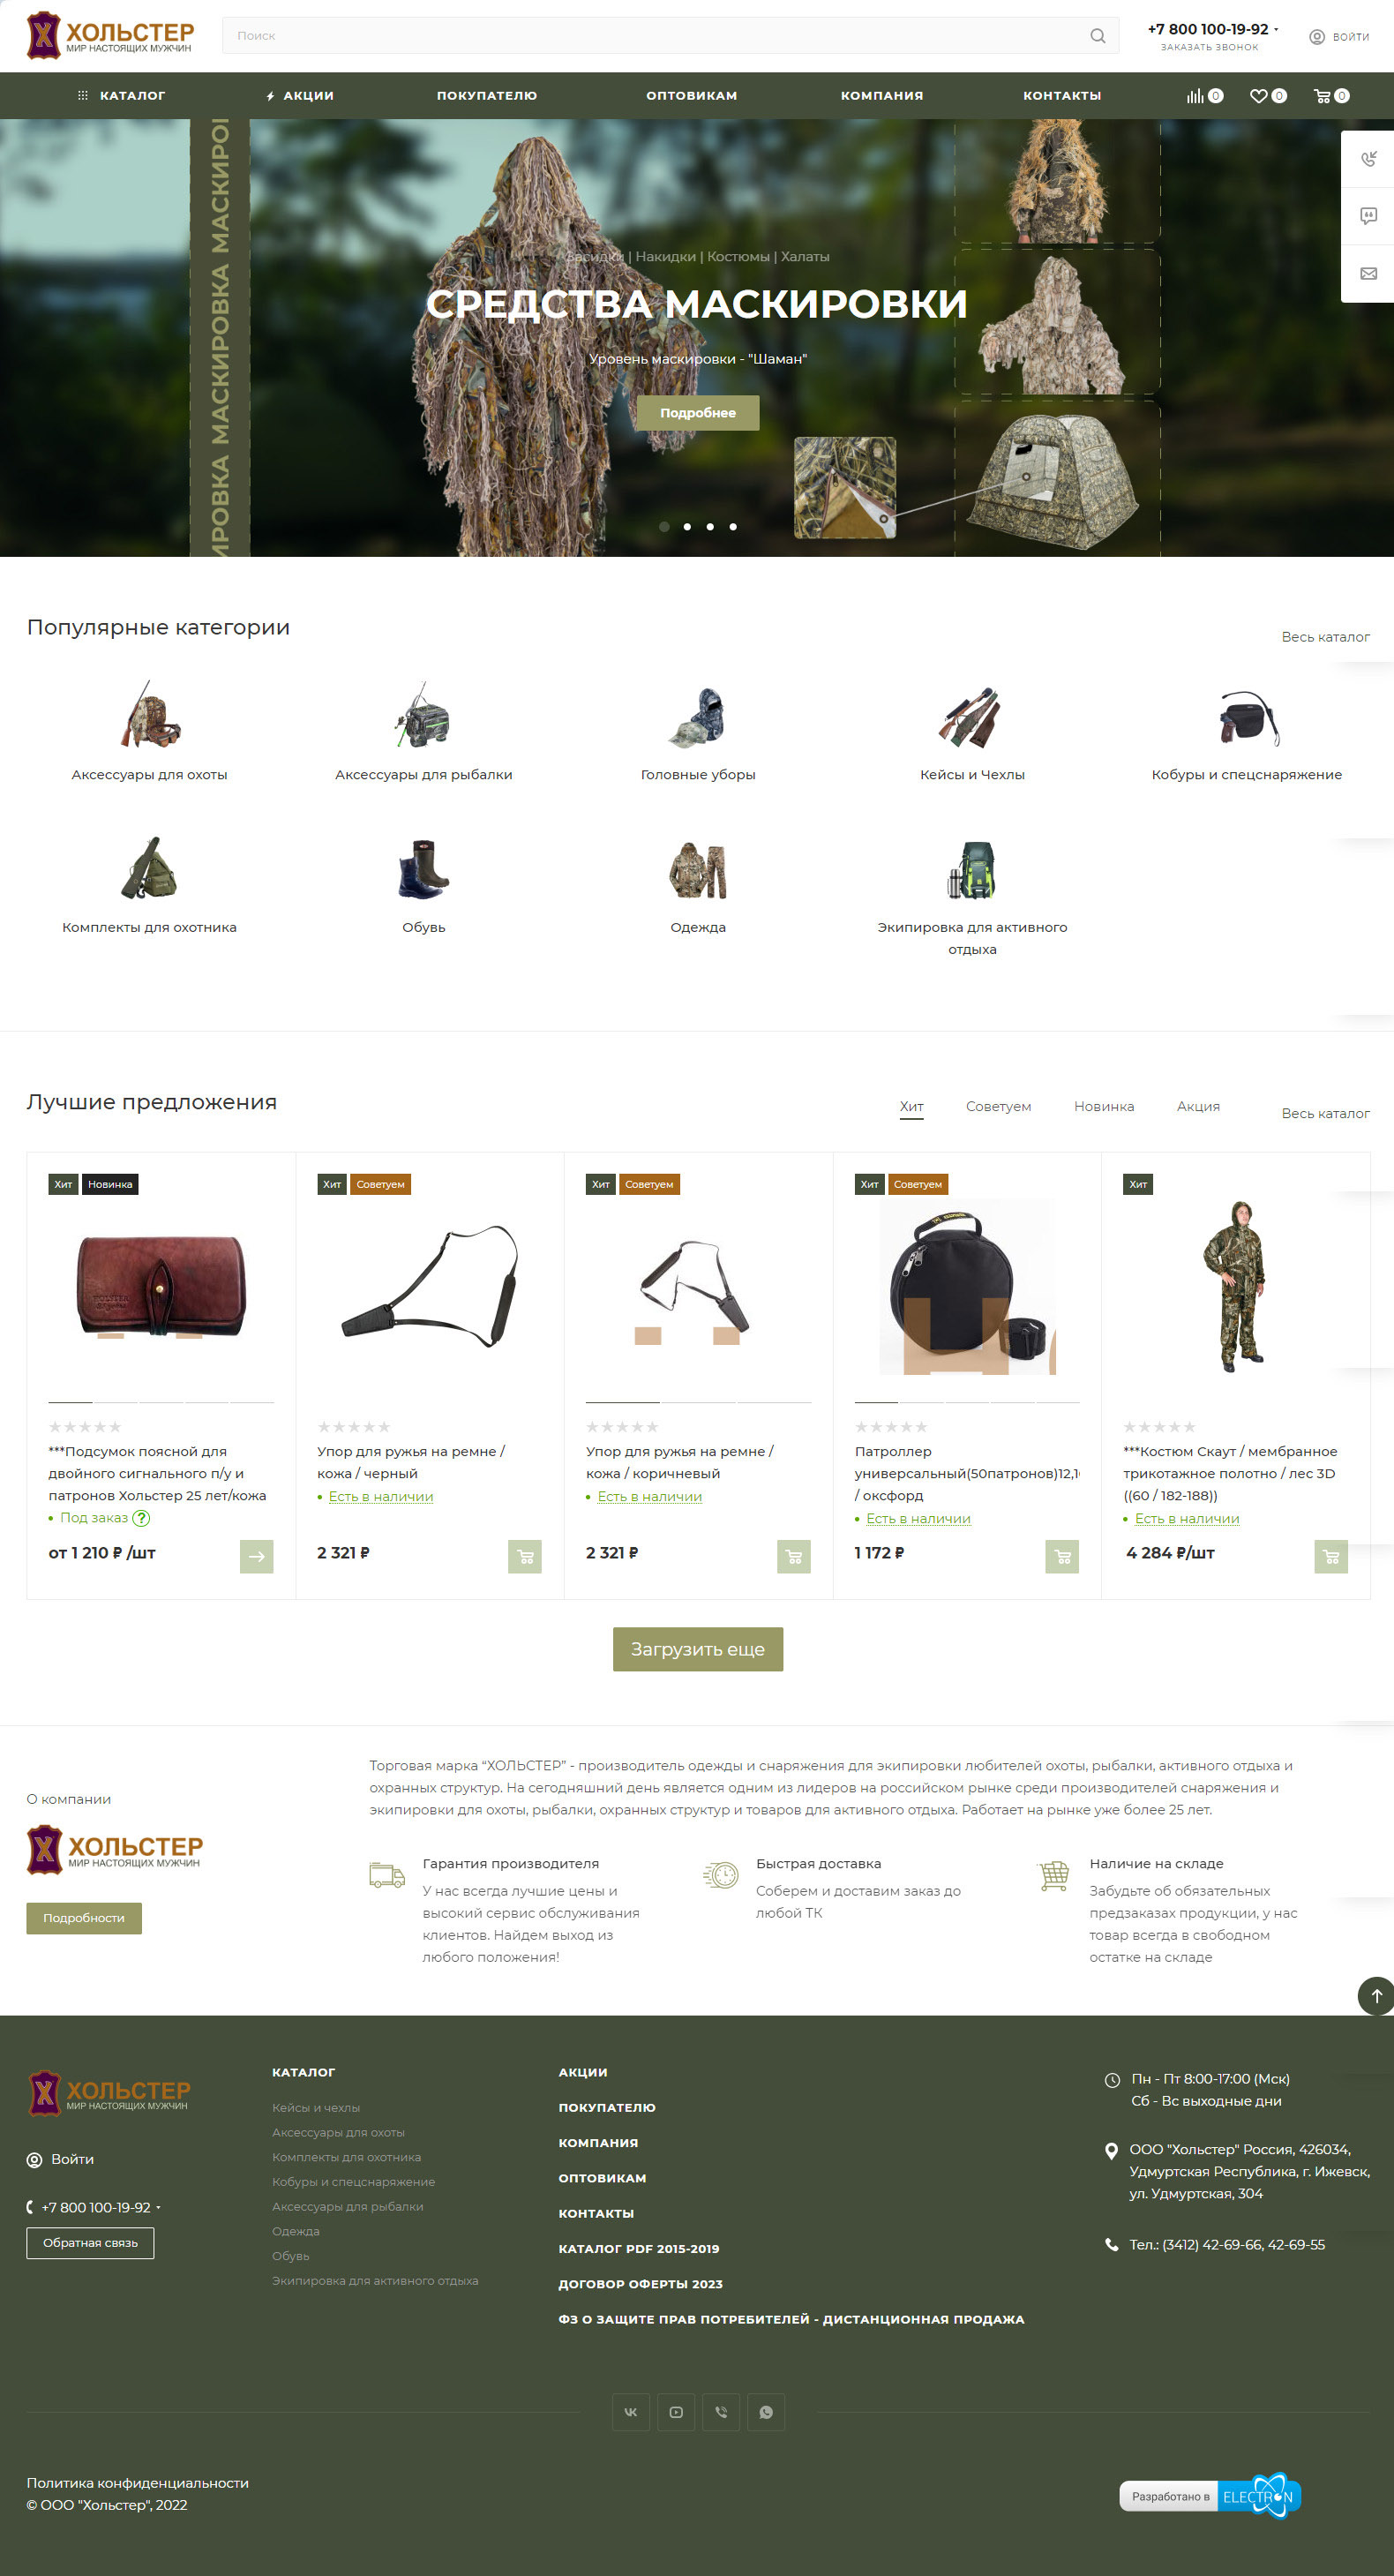 ХОЛЬСТЕР
МИР НАСТОЯЩИХ МУЖЧИН
Поиск
+7 800 100-19-92
ЗАКАЗАТЬ ЗВОНОК
ВОЙТИ
КАТАЛОГ
АКЦИИ
ПОКУПАТЕЛЮ
ОПТОВИКАМ
КОМПАНИЯ
КОНТАКТЫ
0
0
0
МАСКИРОВКА МАСКИРОВКА
Засидки | Накидки | Костюмы | Халаты
СРЕДСТВА МАСКИРОВКИ
Уровень маскировки - "Шаман"
Подробнее
Популярные категории
Весь каталог
Аксессуары для охоты
Аксессуары для рыбалки
Головные уборы
Кейсы и Чехлы
Кобуры и спецснаряжение
Комплекты для охотника
Обувь
Одежда
Экипировка для активного
отдыха
Лучшие предложения
Хит
Советуем
Новинка
Акция
Весь каталог
Хит Новинка
***Подсумок поясной для
двойного сигнального п/у и
патронов Хольстер 25 лет/кожа
Под заказ ?
от 1 210 ₽ /шт
Хит Советуем
Упор для ружья на ремне /
кожа / черный
Есть в наличии
2 321 ₽
Хит Советуем
Упор для ружья на ремне /
кожа / коричневый
Есть в наличии
2 321 ₽
Хит Советуем
Патроллер
универсальный(50патронов)12,1
/ оксфорд
Есть в наличии
1 172 ₽
Хит
***Костюм Скаут / мембранное
трикотажное полотно / лес 3D
((60 / 182-188))
Есть в наличии
4 284 ₽/шт
Загрузить еще
О компании
ХОЛЬСТЕР
МИР НАСТОЯЩИХ МУЖЧИН
Подробности
Торговая марка “ХОЛЬСТЕР” - производитель одежды и снаряжения для экипировки любителей охоты, рыбалки, активного отдыха и
охранных структур. На сегодняшний день является одним из лидеров на российском рынке среди производителей снаряжения и
экипировки для охоты, рыбалки, охранных структур и товаров для активного отдыха. Работает на рынке уже более 25 лет.
Гарантия производителя
У нас всегда лучшие цены и
высокий сервис обслуживания
клиентов. Найдем выход из
любого положения!
Быстрая доставка
Соберем и доставим заказ до
любой ТК
Наличие на складе
Забудьте об обязательных
предзаказах продукции, у нас
товар всегда в свободном
остатке на складе
ХОЛЬСТЕР
МИР НАСТОЯЩИХ МУЖЧИН
Войти
+7 800 100-19-92
Обратная связь
КАТАЛОГ
Кейсы и чехлы
Аксессуары для охоты
Комплекты для охотника
Кобуры и спецснаряжение
Аксессуары для рыбалки
Одежда
Обувь
Экипировка для активного отдыха
АКЦИИ
ПОКУПАТЕЛЮ
КОМПАНИЯ
ОПТОВИКАМ
КОНТАКТЫ
КАТАЛОГ PDF 2015-2019
ДОГОВОР ОФЕРТЫ 2023
ФЗ О ЗАЩИТЕ ПРАВ ПОТРЕБИТЕЛЕЙ - ДИСТАНЦИОННАЯ ПРОДАЖА
Пн - Пт 8:00-17:00 (Мск)
Сб - Вс выходные дни
ООО "Хольстер" Россия, 426034,
Удмуртская Республика, г. Ижевск,
ул. Удмуртская, 304
Тел.: (3412) 42-69-66, 42-69-55
Политика конфиденциальности
© ООО "Хольстер", 2022
Разработано в ELECTRON